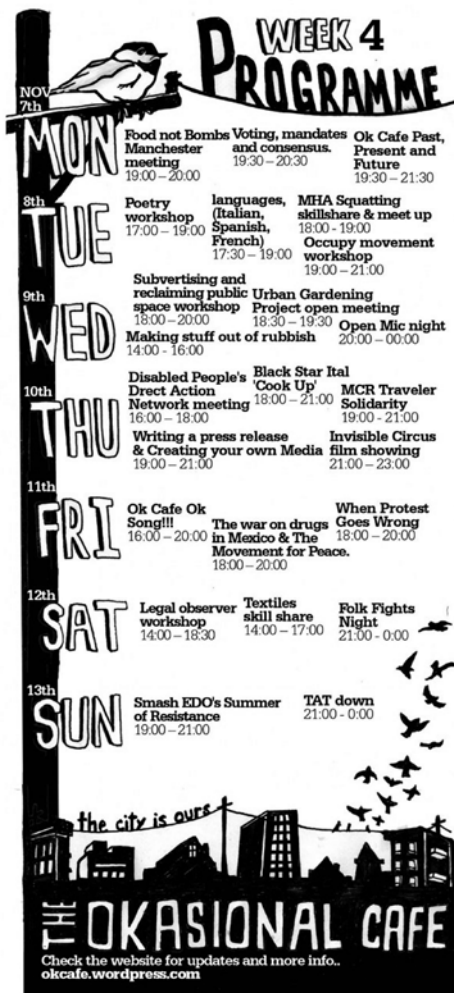 WEEK 4
PROGRAMME
NOV
7th
MON
Food not Bombs
Manchester
meeting
19:00 – 20:00
Voting, mandates
and consensus.
19:30 – 20:30
Ok Cafe Past,
Present and
Future
19:30 – 21:30
8th
TUE
Poetry
workshop
17:00 – 19:00
languages,
(Italian,
Spanish,
French)
17:30 – 19:00
MHA Squatting
skillshare & meet up
18:00 - 19:00
Occupy movement
workshop
19:00 – 21:00
9th
WED
Subvertising and
reclaiming public
space workshop
18:00 – 20:00
Urban Gardening
Project open meeting
18:30 – 19:30
Open Mic night
20:00 – 00:00
Making stuff out of rubbish
14:00 - 16:00
10th
THU
Disabled People's
Drect Action
Network meeting
16:00 – 18:00
Black Star Ital
'Cook Up'
18:00 – 21:00
MCR Traveler
Solidarity
19:00 - 21:00
Writing a press release
& Creating your own Media
19:00 – 21:00
Invisible Circus
film showing
21:00 – 23:00
11th
FRI
Ok Cafe Ok
Song!!!
16:00 – 20:00
The war on drugs
in Mexico & The
Movement for Peace.
18:00 – 20:00
When Protest
Goes Wrong
18:00 – 20:00
12th
SAT
Legal observer
workshop
14:00 – 18:30
Textiles
skill share
14:00 – 17:00
Folk Fights
Night
21:00 - 0:00
13th
SUN
Smash EDO's Summer
of Resistance
19:00 – 21:00
TAT down
21:00 - 0:00
the city is ours
THE OKASIONAL CAFE
Check the website for updates and more info..
okcafe.wordpress.com